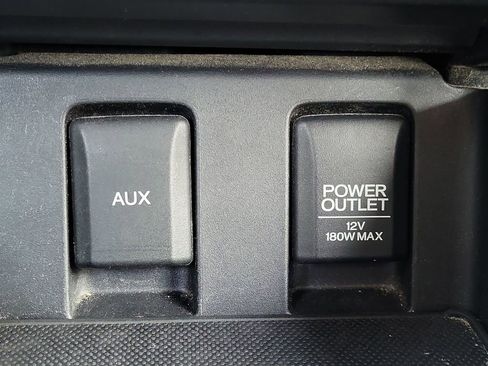 AUX
POWER
OUTLET
12V
180W MAX